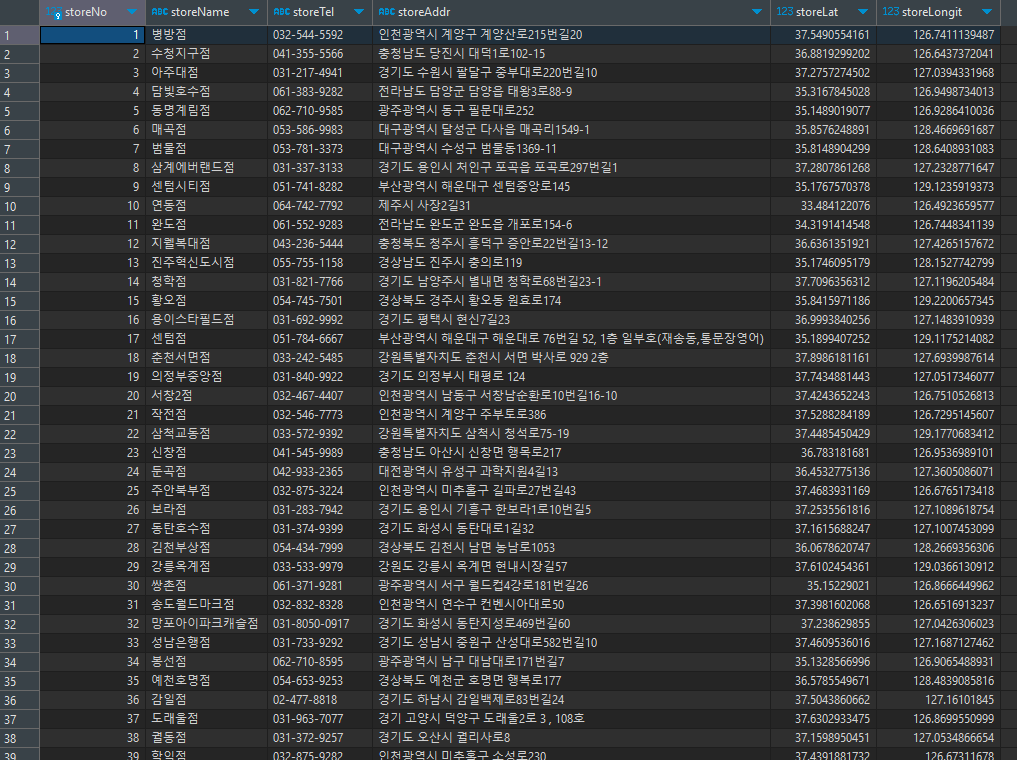 123 storeNo ABC storeName ABC storeTel ABC storeAddr 123 storeLat 123 storeLongit
1 1 병방점 032-544-5592 인천광역시 계양구 계양산로215번길20 37.5490554161 126.7411139487
2 2 수청지구점 041-355-5566 충청남도 당진시 대덕1로102-15 36.8819299202 126.6437372041
3 3 아주대점 031-217-4941 경기도 수원시 팔달구 중부대로220번길10 37.2757274502 127.0394331968
4 4 담빛호수점 061-383-9282 전라남도 담양군 담양읍 태왕3로88-9 35.3167845028 126.9498734013
5 5 동명계림점 062-710-9585 광주광역시 동구 필문대로252 35.1489019077 126.9286410036
6 6 매곡점 053-586-9983 대구광역시 달성군 다사읍 매곡리1549-1 35.8576248891 128.4669691687
7 7 범물점 053-781-3373 대구광역시 수성구 범물동1369-11 35.8148904299 128.6408931083
8 8 삼계에버랜드점 031-337-3133 경기도 용인시 처인구 포곡읍 포곡로297번길1 37.2807861268 127.2328771647
9 9 센텀시티점 051-741-8282 부산광역시 해운대구 센텀중앙로145 35.1767570378 129.1235919373
10 10 연동점 064-742-7792 제주시 사장2길31 33.484122076 126.4923659577
11 11 완도점 061-552-9283 전라남도 완도군 완도읍 개포로154-6 34.3191414548 126.7448341139
12 12 지웰복대점 043-236-5444 충청북도 청주시 흥덕구 증안로22번길13-12 36.6361351921 127.4265157672
13 13 진주혁신도시점 055-755-1158 경상남도 진주시 충의로119 35.1746095179 128.1527742799
14 14 청학점 031-821-7766 경기도 남양주시 별내면 청학로68번길23-1 37.7096356312 127.1196205484
15 15 황오점 054-745-7501 경상북도 경주시 황오동 원효로174 35.8415971186 129.2200657345
16 16 용이스타필드점 031-692-9992 경기도 평택시 현신7길23 36.9993840256 127.1483910939
17 17 센텀점 051-784-6667 부산광역시 해운대구 해운대로 76번길 52, 1층 일부호(재송동,통문장영어) 35.1899407252 129.1175214082
18 18 춘천서면점 033-242-5485 강원특별자치도 춘천시 서면 박사로 929 2층 37.8986181161 127.6939987614
19 19 의정부중앙점 031-840-9922 경기도 의정부시 태평로 124 37.7434881443 127.0517346077
20 20 서창2점 032-467-4407 인천광역시 남동구 서창남순환로10번길16-10 37.4243652243 126.7510526813
21 21 작전점 032-546-7773 인천광역시 계양구 주부토로386 37.5288284189 126.7295145607
22 22 삼척교동점 033-572-9392 강원특별자치도 삼척시 청석로75-19 37.4485450429 129.1770683412
23 23 신창점 041-545-9989 충청남도 아산시 신창면 행목로217 36.783181681 126.9536989101
24 24 둔곡점 042-933-2365 대전광역시 유성구 과학지원4길13 36.4532775136 127.3605086071
25 25 주안북부점 032-875-3224 인천광역시 미추홀구 길파로27번길43 37.4683931169 126.6765173418
26 26 보라점 031-283-7942 경기도 용인시 기흥구 한보라1로10번길5 37.2535561816 127.1089618754
27 27 동탄호수점 031-374-9399 경기도 화성시 동탄대로1길32 37.1615688247 127.1007453099
28 28 김천부상점 054-434-7999 경상북도 김천시 남면 농남로1053 36.0678620747 128.2669356306
29 29 강릉옥계점 033-533-9979 강원도 강릉시 옥계면 현내시장길57 37.6102454361 129.0366130912
30 30 쌍촌점 061-371-9281 광주광역시 서구 월드컵4강로181번길26 35.15229021 126.8666449962
31 31 송도월드마크점 032-832-8328 인천광역시 연수구 컨벤시아대로50 37.3981602068 126.6516913237
32 32 망포아이파크캐슬점 031-8050-0917 경기도 화성시 동탄지성로469번길60 37.238629855 127.0426306023
33 33 성남은행점 031-733-9292 경기도 성남시 중원구 산성대로582번길10 37.4609536016 127.1687127462
34 34 봉선점 062-710-8595 광주광역시 남구 대남대로171번길7 35.1328566996 126.9065488931
35 35 예천호명점 054-653-9253 경상북도 예천군 호명면 행복로177 36.5785549671 128.4839085816
36 36 감일점 02-477-8818 경기도 하남시 감일백제로83번길24 37.5043860662 127.16101845
37 37 도래울점 031-963-7077 경기 고양시 덕양구 도래울2로 3 , 108호 37.6302933475 126.8699550999
38 38 궐동점 031-372-9257 경기도 오산시 궐리사로8 37.1598950451 127.0534866654
39 39 학익점 032-875-9282 인천광역시 미추홀구 소성로230 37.4391881732 126.67311678